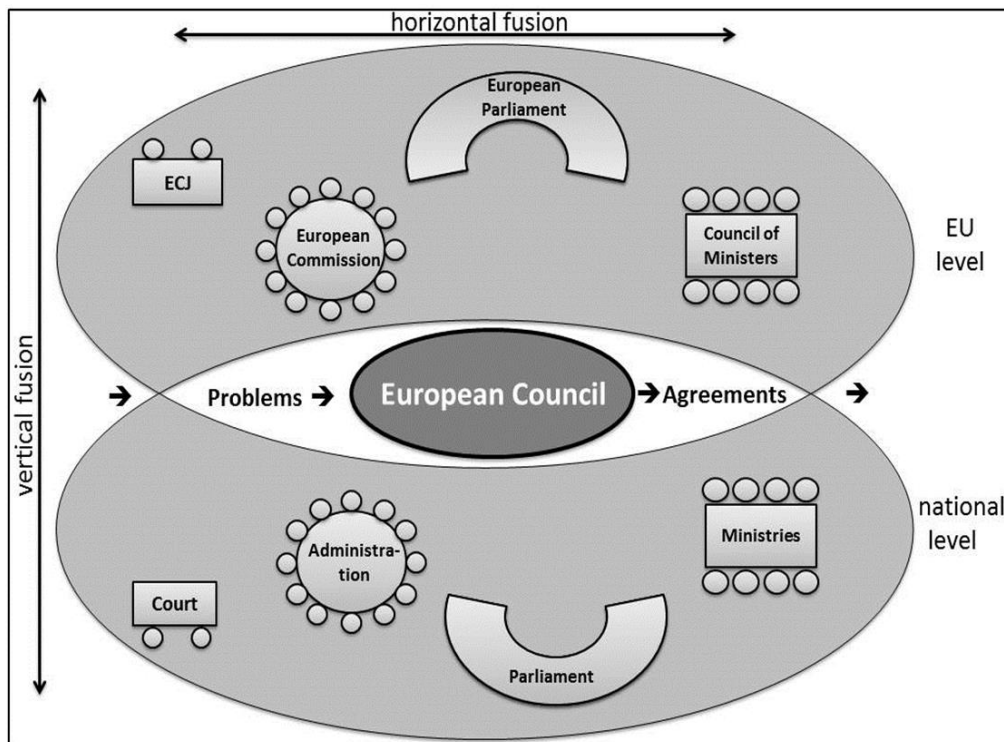 horizontal fusion
European
Parliament
ECJ
European
Commission
Council of
Ministers
EU
level
vertical fusion
Problems
European Council
Agreements
Administra-
tion
Ministries
national
level
Court
Parliament